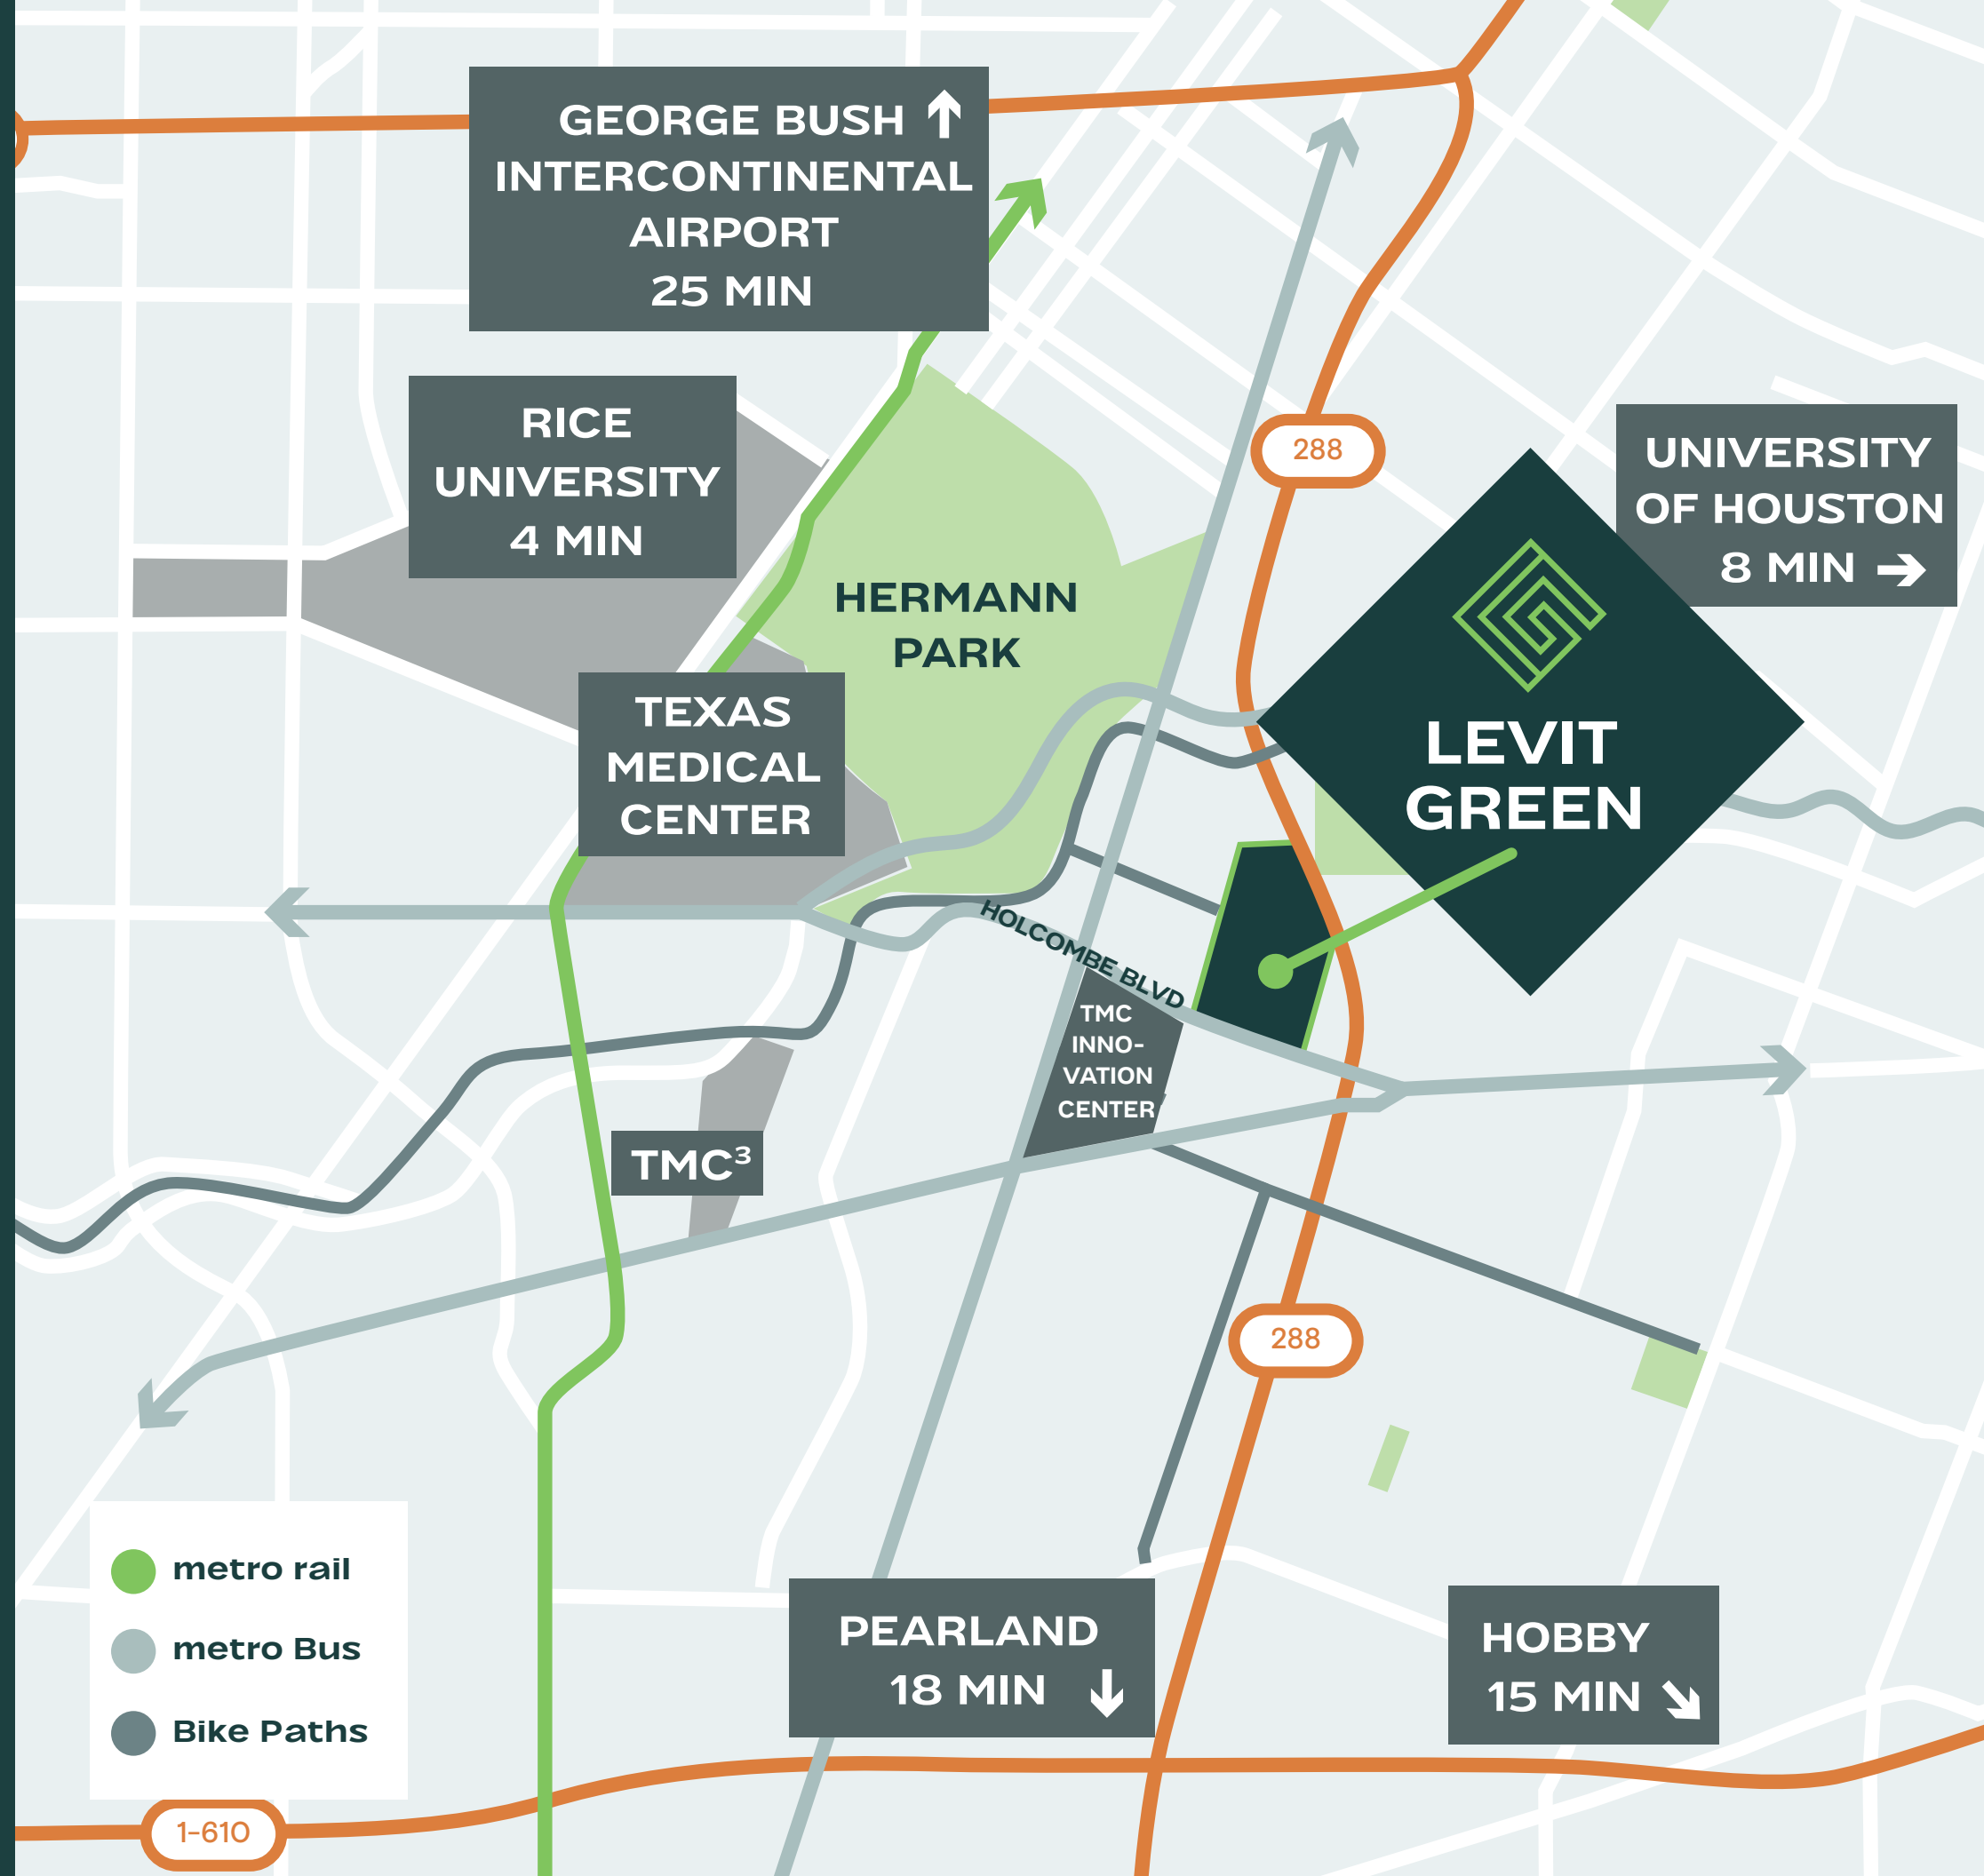 GEORGE BUSH
INTERCONTINENTAL
AIRPORT
25 MIN
RICE
UNIVERSITY
4 MIN
288
UNIVERSITY
OF HOUSTON
8 MIN
HERMANN
PARK
LEVIT
GREEN
TEXAS
MEDICAL
CENTER
HOLCOMBE BLVD
TMC
INNO-
VATION
CENTER
TMC³
288
metro rail
metro Bus
Bike Paths
PEARLAND
18 MIN
HOBBY
15 MIN
1-610